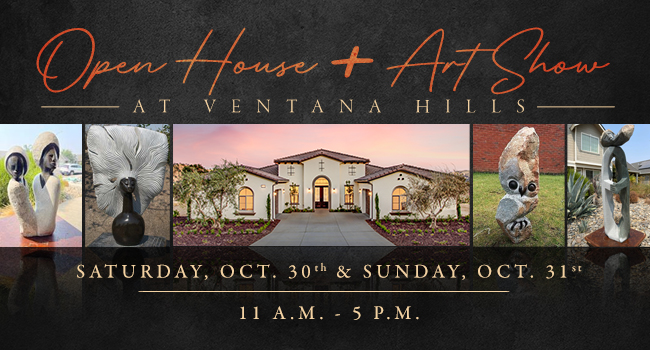 Open House + Art Show
AT VENTANA HILLS
SATURDAY, OCT. 30th & SUNDAY, OCT. 31st
11 A.M. - 5 P.M.